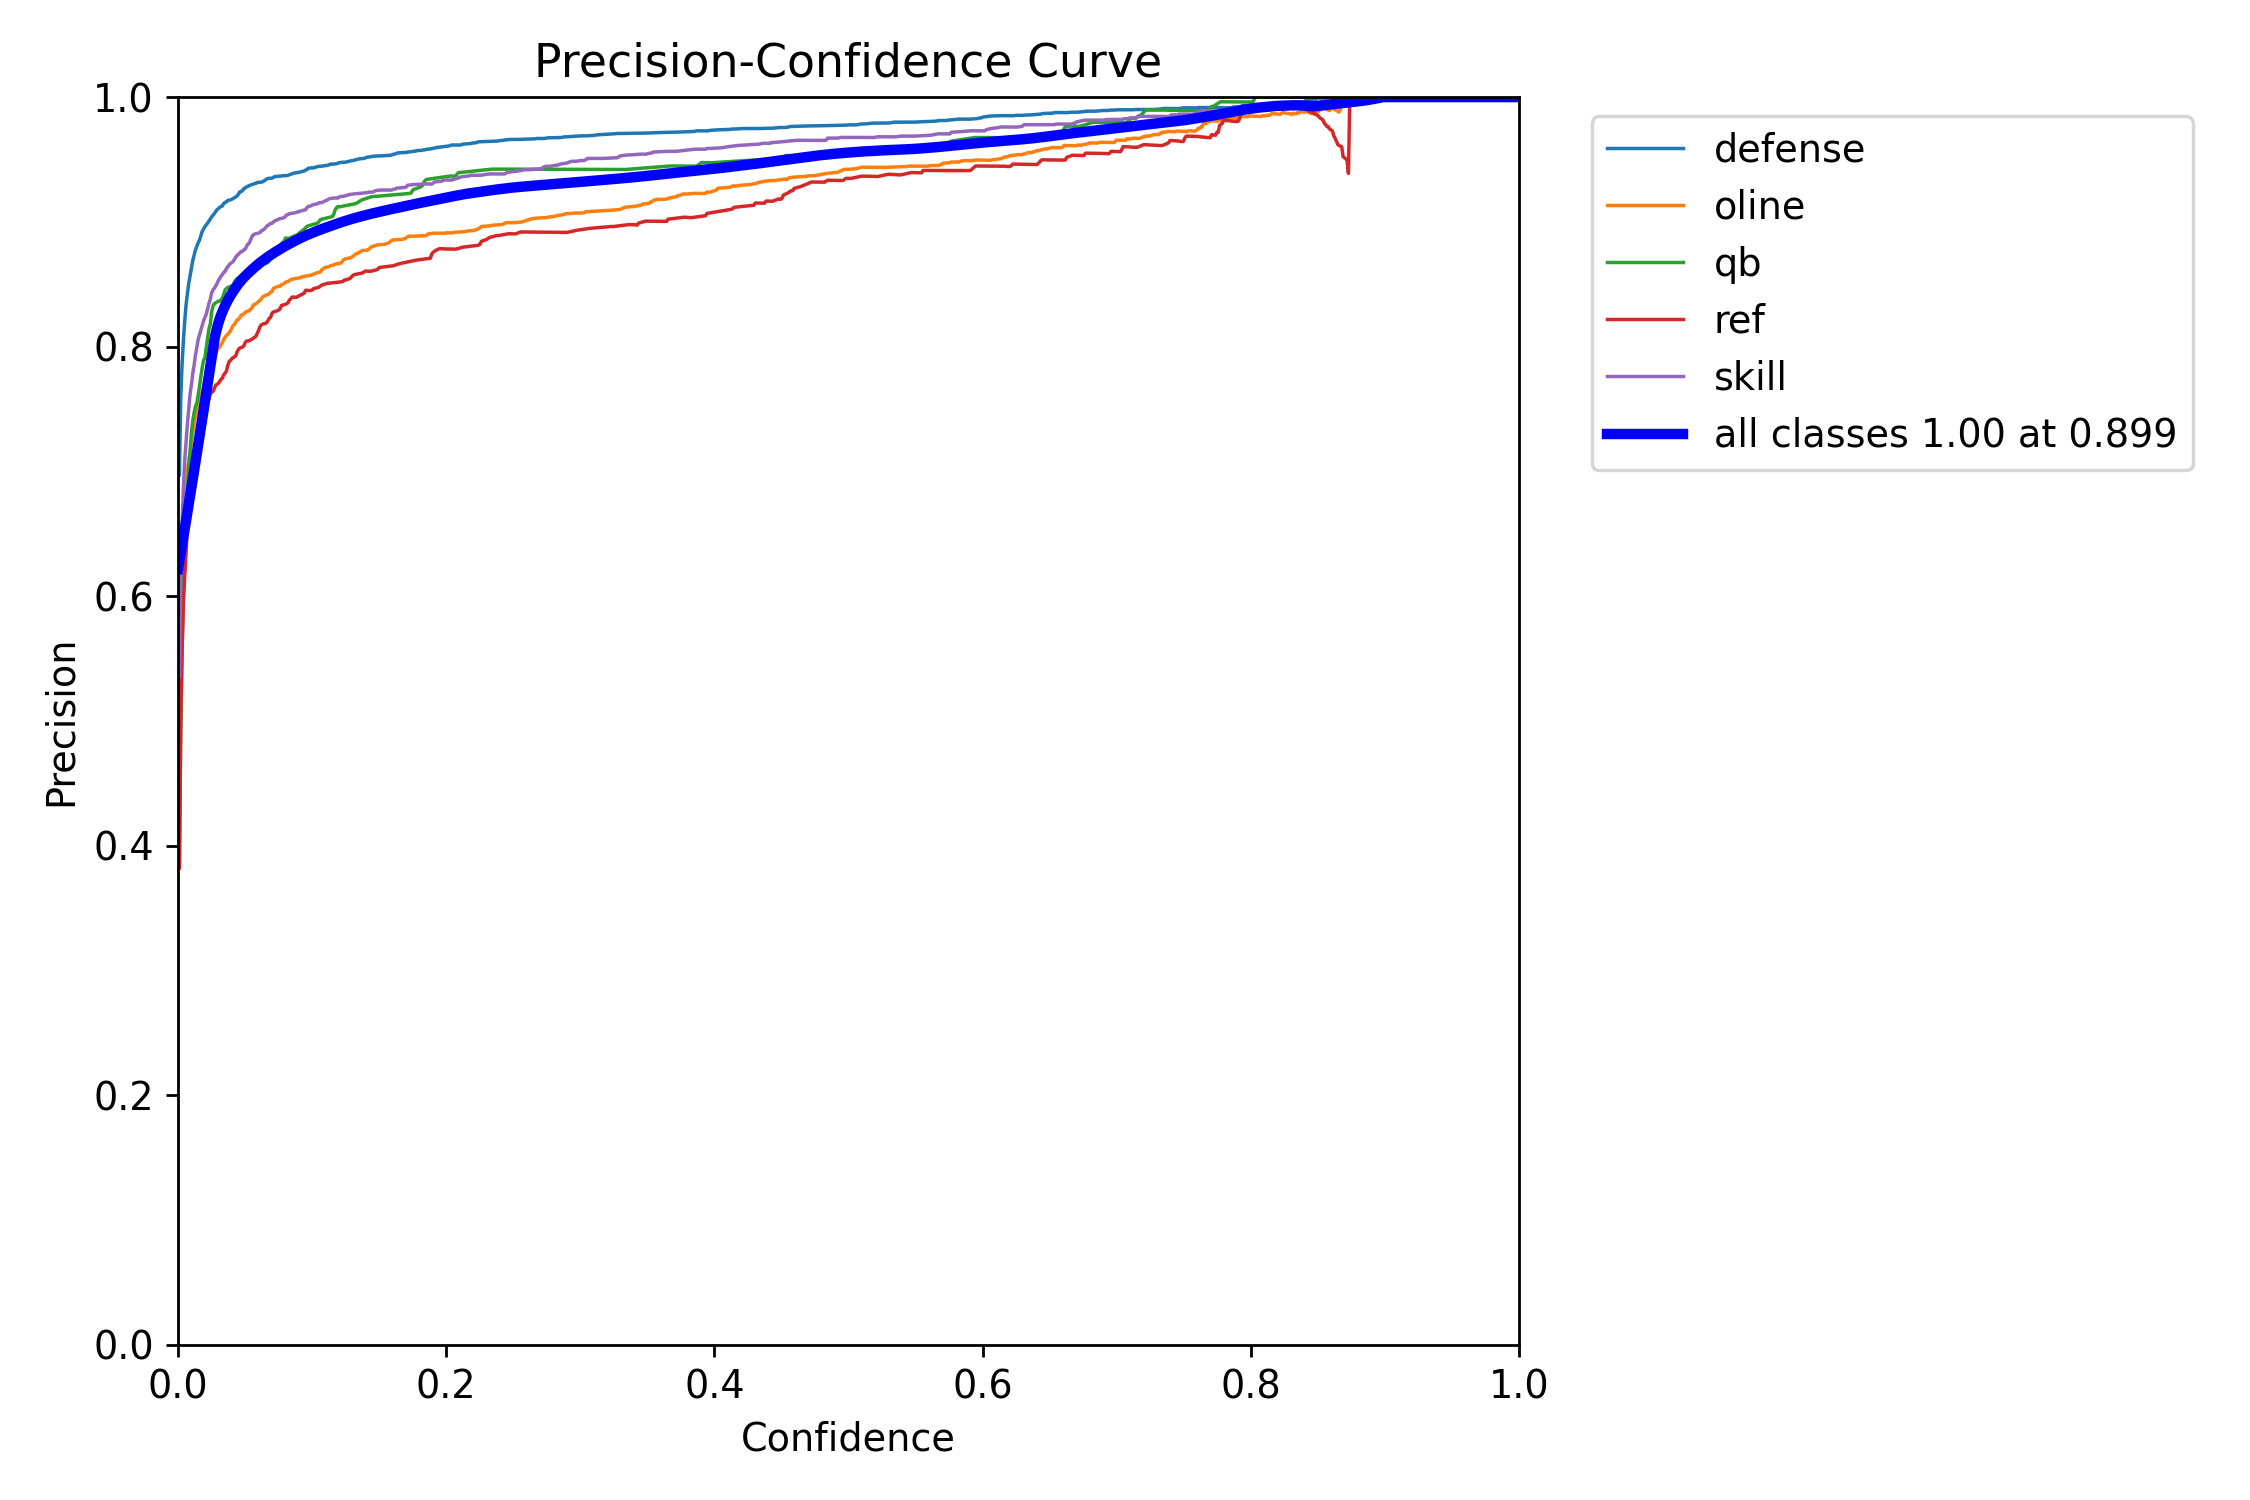 Precision-Confidence Curve
1.0
0.8
0.6
0.4
0.2
0.0
Precision
0.0 0.2 0.4 0.6 0.8 1.0
Confidence
defense
oline
qb
ref
skill
all classes 1.00 at 0.899